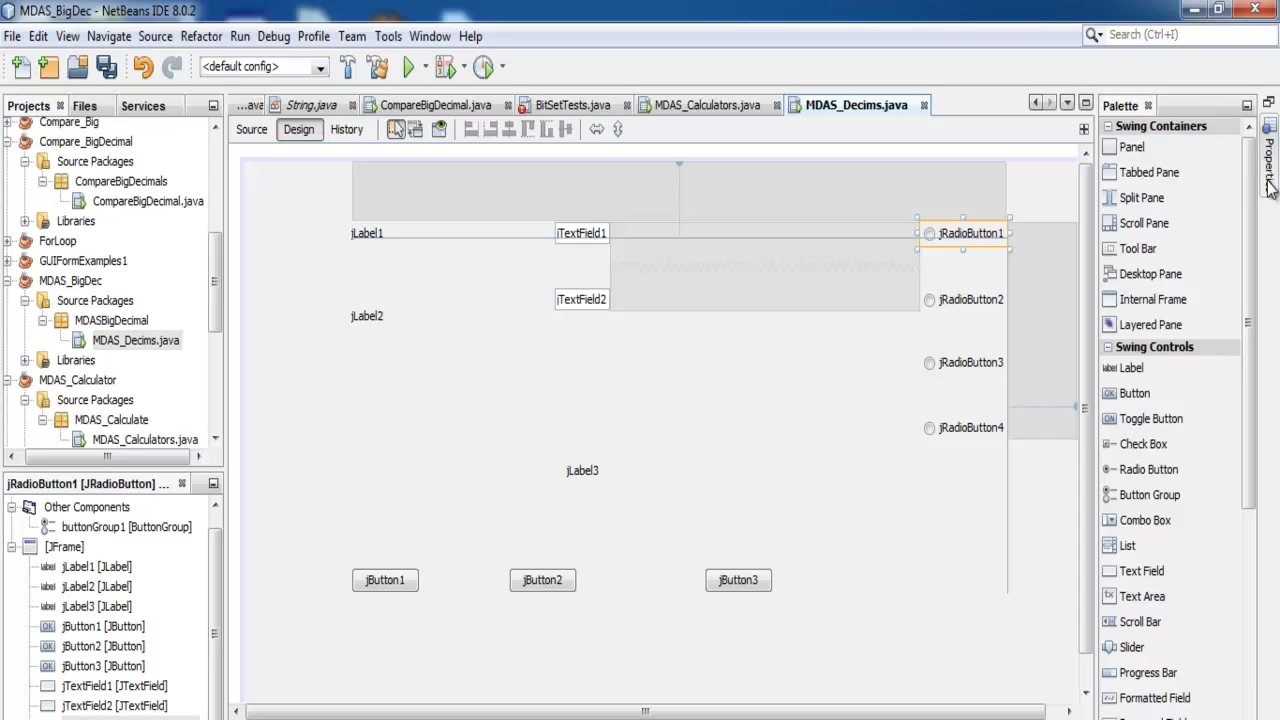 MDAS_BigDec - NetBeans IDE 8.0.2
File Edit View Navigate Source Refactor Run Debug Profile Team Tools Window Help
Search (Ctrl+I)
<default config>
Projects Files Services
...ava String.java CompareBigDecimal.java BitSetTests.java MDAS_Calculators.java MDAS_Decims.java
Palette
Source Design History
Compare_Big
Compare_BigDecimal
Source Packages
CompareBigDecimals
CompareBigDecimal.java
Libraries
ForLoop
GUIFormExamples1
MDAS_BigDec
Source Packages
MDASBigDecimal
MDAS_Decims.java
Libraries
MDAS_Calculator
Source Packages
MDAS_Calculate
MDAS_Calculators.java
jRadioButton1 [JRadioButton] ...
Other Components
buttonGroup1 [ButtonGroup]
[JFrame]
jLabel1 [JLabel]
jLabel2 [JLabel]
jLabel3 [JLabel]
jButton1 [JButton]
jButton2 [JButton]
jButton3 [JButton]
jTextField1 [JTextField]
jTextField2 [JTextField]
jLabel1 jTextField1 jRadioButton1
jTextField2 jRadioButton2
jLabel2
jRadioButton3
jRadioButton4
jLabel3
jButton1 jButton2 jButton3
Swing Containers
Panel
Tabbed Pane
Split Pane
Scroll Pane
Tool Bar
Desktop Pane
Internal Frame
Layered Pane
Swing Controls
label Label
OK Button
ON Toggle Button
Check Box
Radio Button
Button Group
Combo Box
List
Text Field
tx Text Area
Scroll Bar
Slider
Progress Bar
Formatted Field